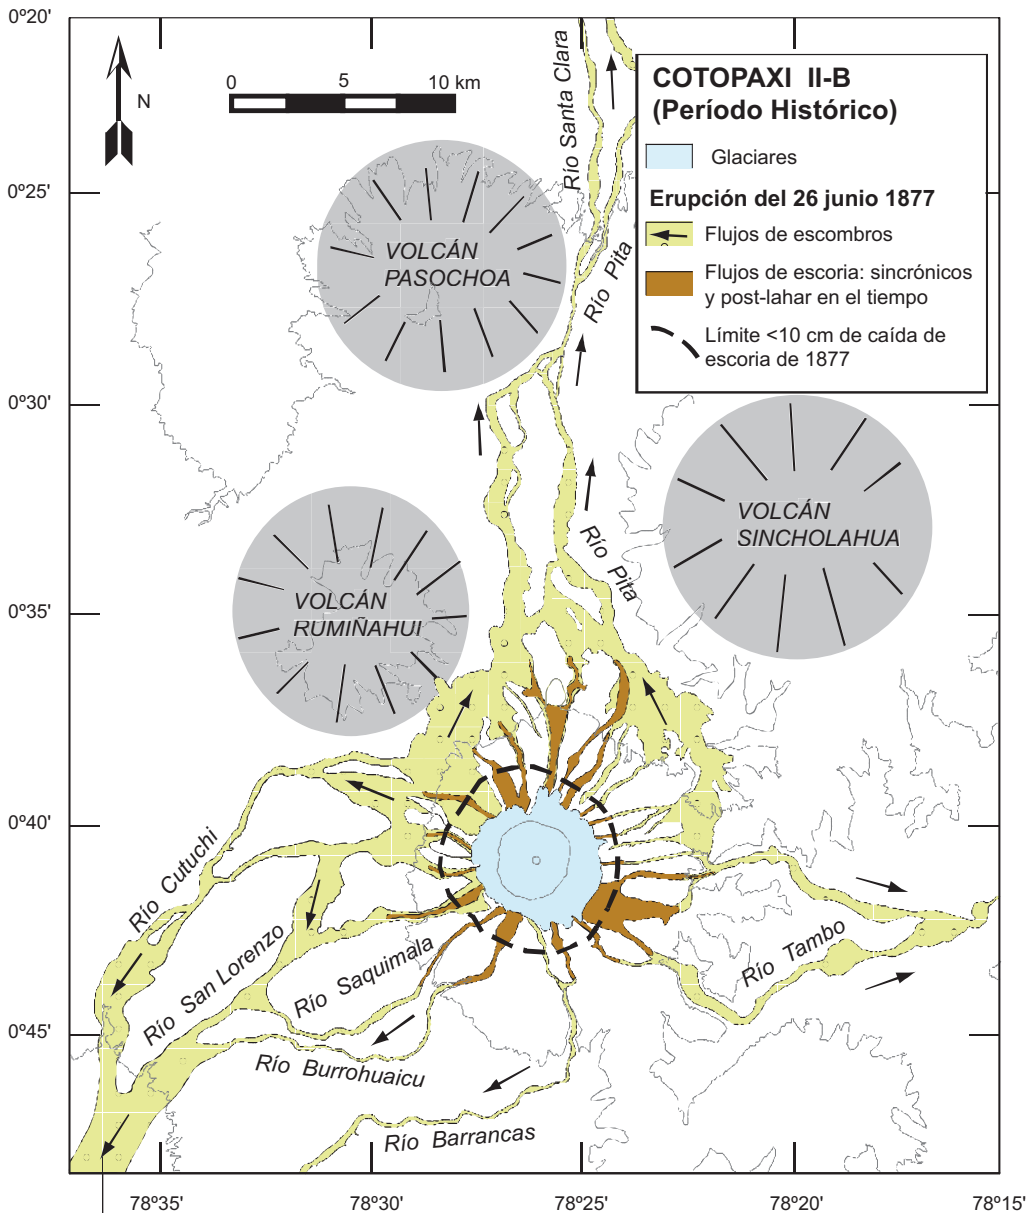 0º20'
N
0 5 10 km
Río Santa Clara
COTOPAXI II-B
(Período Histórico)
Glaciares
Erupción del 26 junio 1877
Flujos de escombros
Flujos de escoria: sincrónicos
y post-lahar en el tiempo
Límite <10 cm de caída de
escoria de 1877
0º25'
VOLCÁN
PASOCHOA
Río Pita
0º30'
VOLCÁN
SINCHOLAHUA
Río Pita
0º35'
VOLCÁN
RUMIÑAHUI
0º40'
Río Cutuchi
Río San Lorenzo
Río Saquimala
Río Tambo
0º45'
Río Burrohuaicu
Río Barrancas
78º35' 78º30' 78º25' 78º20' 78º15'